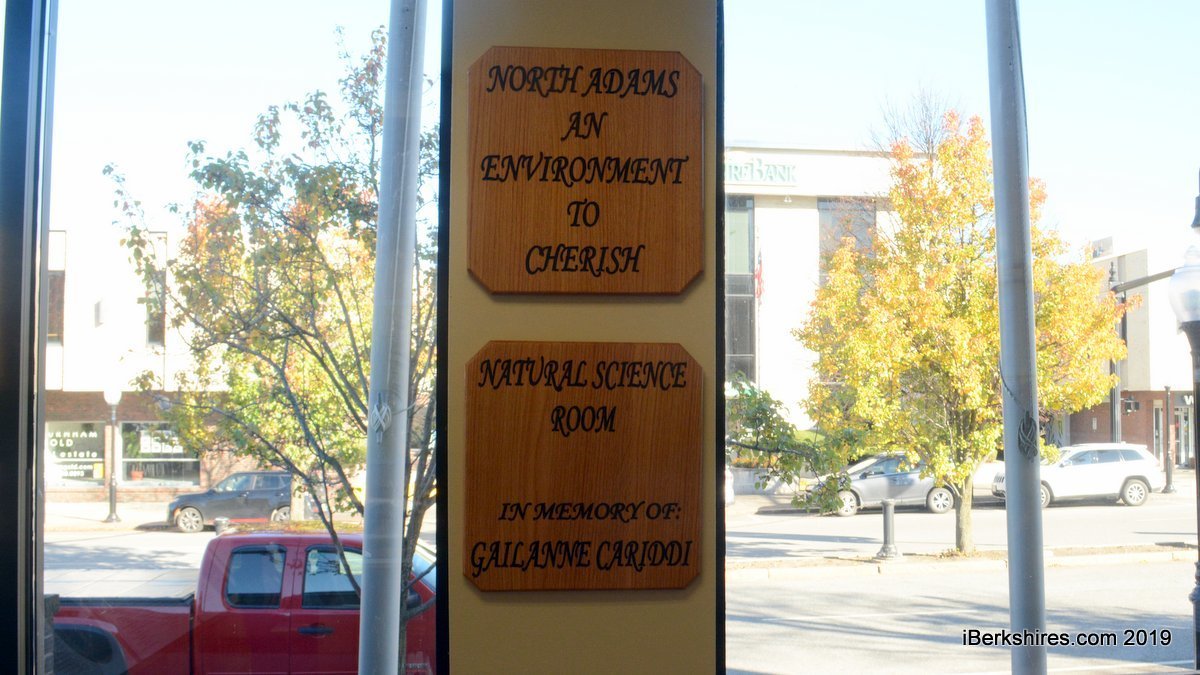 NORTH ADAMS
AN
ENVIRONMENT
TO
CHERISH
NATURAL SCIENCE
ROOM
IN MEMORY OF:
GAILANNE CARIDDI
iBerkshires.com 2019